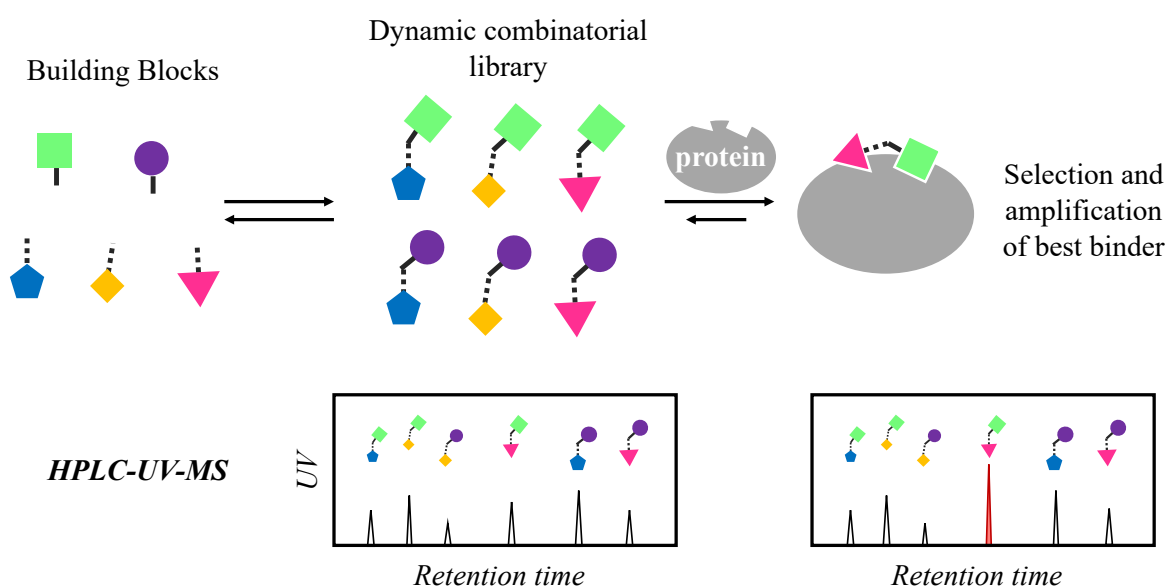 Building Blocks
Dynamic combinatorial
library
protein
Selection and
amplification
of best binder
HPLC-UV-MS
UV
Retention time
Retention time